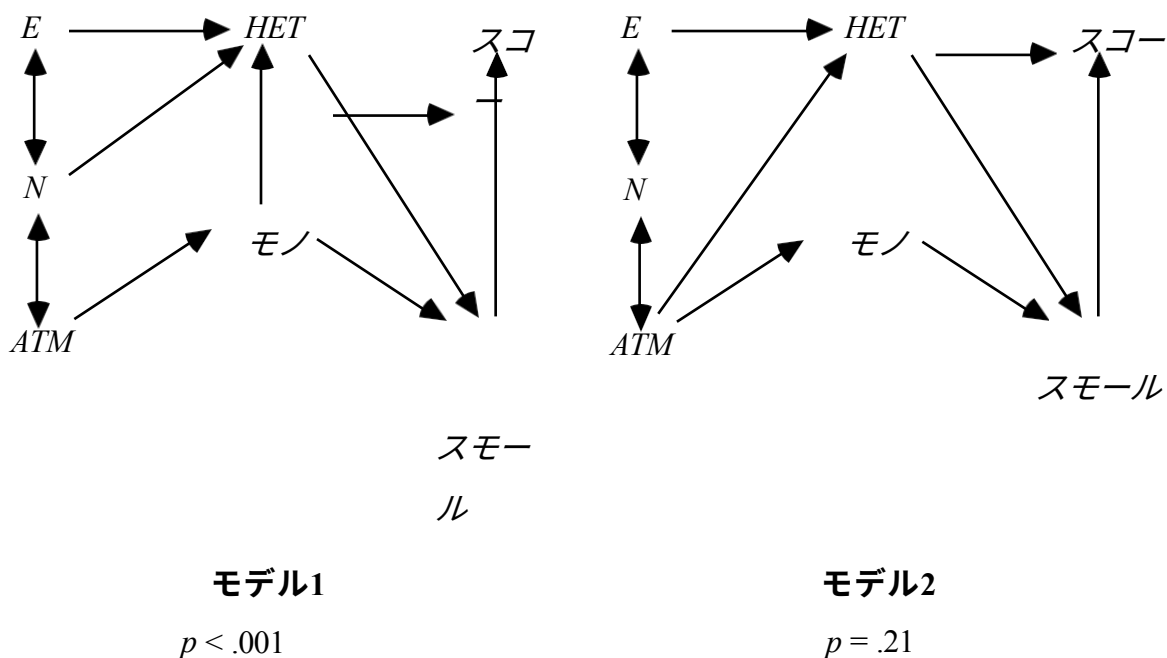 E
HET
スコ
ー
N
モノ
ATM
スモー
ル
モデル1
p < .001
E
HET
スコー
N
モノ
ATM
スモール
モデル2
p = .21